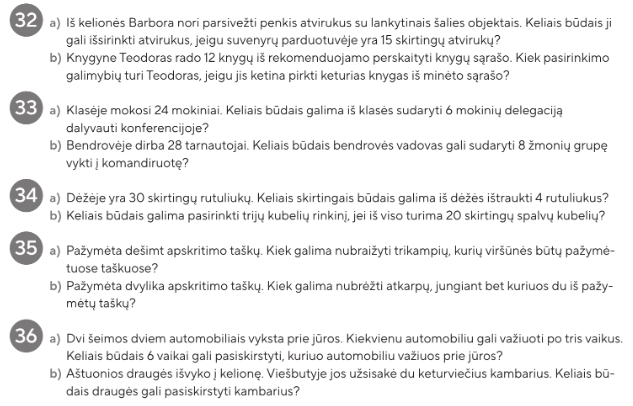 32 a) Iš kelionės Barbora nori parsivežti penkis atvirukus su lankytinais šalies objektais. Keliais būdais ji
gali išsirinkti atvirukus, jeigu suvenyrų parduotuvėje yra 15 skirtingų atvirukų?
b) Knygyne Teodoras rado 12 knygų iš rekomenduojamo perskaityti knygų sąrašo. Kiek pasirinkimo
galimybių turi Teodoras, jeigu jis ketina pirkti keturias knygas iš minėto sąrašo?
33 a) Klasėje mokosi 24 mokiniai. Keliais būdais galima iš klasės sudaryti 6 mokinių delegaciją
dalyvauti konferencijoje?
b) Bendrovėje dirba 28 tarnautojai. Keliais būdais bendrovės vadovas gali sudaryti 8 žmonių grupę
vykti į komandiruotę?
34 a) Dėžėje yra 30 skirtingų rutuliukų. Keliais skirtingais būdais galima iš dėžės ištraukti 4 rutuliukus?
b) Keliais būdais galima pasirinkti trijų kubelių rinkinį, jei iš viso turima 20 skirtingų spalvų kubelių?
35 a) Pažymėta dešimt apskritimo taškų. Kiek galima nubraižyti trikampių, kurių viršūnės būtų pažymė-
tuose taškuose?
b) Pažymėta dvylika apskritimo taškų. Kiek galima nubrėžti atkarpų, jungiant bet kuriuos du iš pažy-
mėtų taškų?
36 a) Dvi šeimos dviem automobiliais vyksta prie jūros. Kiekvienu automobiliu gali važiuoti po tris vaikus.
Keliais būdais 6 vaikai gali pasiskirstyti, kuriuo automobiliu važiuos prie jūros?
b) Aštuonios draugės išvyko į kelionę. Viešbutyje jos užsisakė du keturviečius kambarius. Keliais bū-
dais draugės gali pasiskirstyti kambarius?